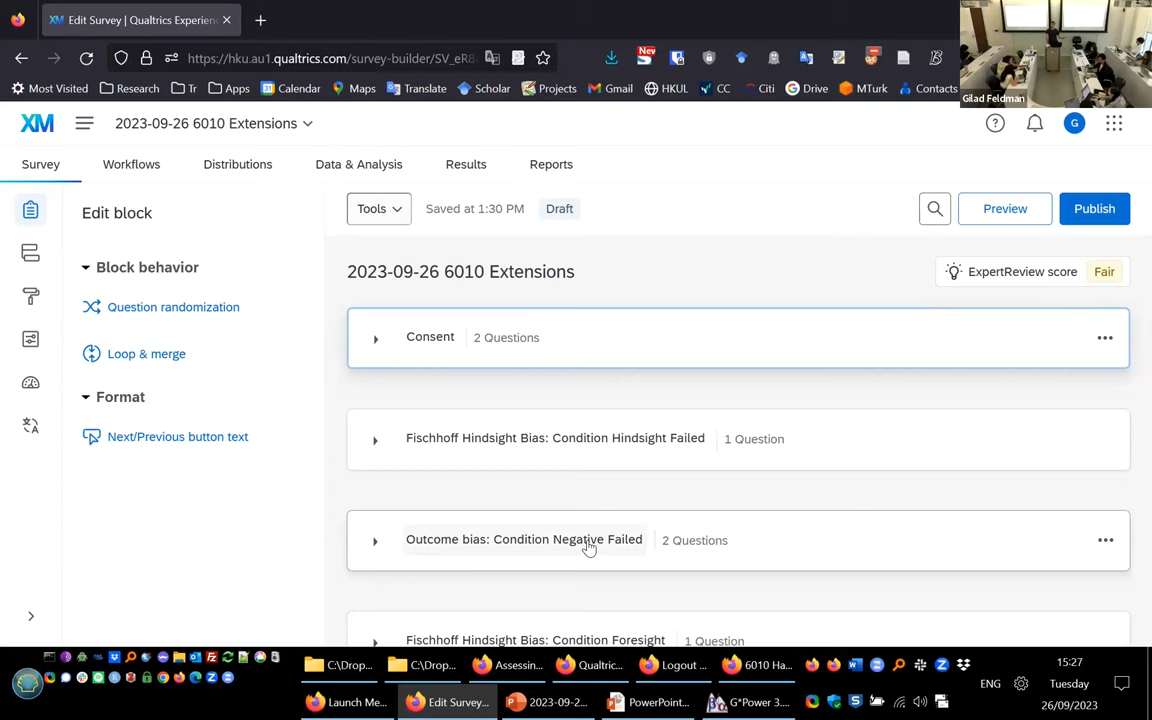 Edit Survey | Qualtrics Experien
https://hku.au1.qualtrics.com/survey-builder/SV_eR8
New
Most Visited
Research
Tr
Apps
Calendar
Maps
Translate
Scholar
Projects
Gmail
HKUL
CC
Citi
Drive
MTurk
Contacts
Gilad Feldman
XM
2023-09-26 6010 Extensions
G
Survey
Workflows
Distributions
Data & Analysis
Results
Reports
Edit block
Tools
Saved at 1:30 PM
Draft
Preview
Publish
Block behavior
Question randomization
Loop & merge
Format
Next/Previous button text
2023-09-26 6010 Extensions
ExpertReview score
Fair
Consent
2 Questions
Fischhoff Hindsight Bias: Condition Hindsight Failed
1 Question
Outcome bias: Condition Negative Failed
2 Questions
Fischhoff Hindsight Bias: Condition Foresight
1 Question
C:\Drop...
C:\Drop...
Assessin...
Qualtric...
Logout ...
6010 Ha...
15:27
Launch Me...
Edit Survey...
2023-09-2...
PowerPoint...
G*Power 3....
ENG
Tuesday
26/09/2023